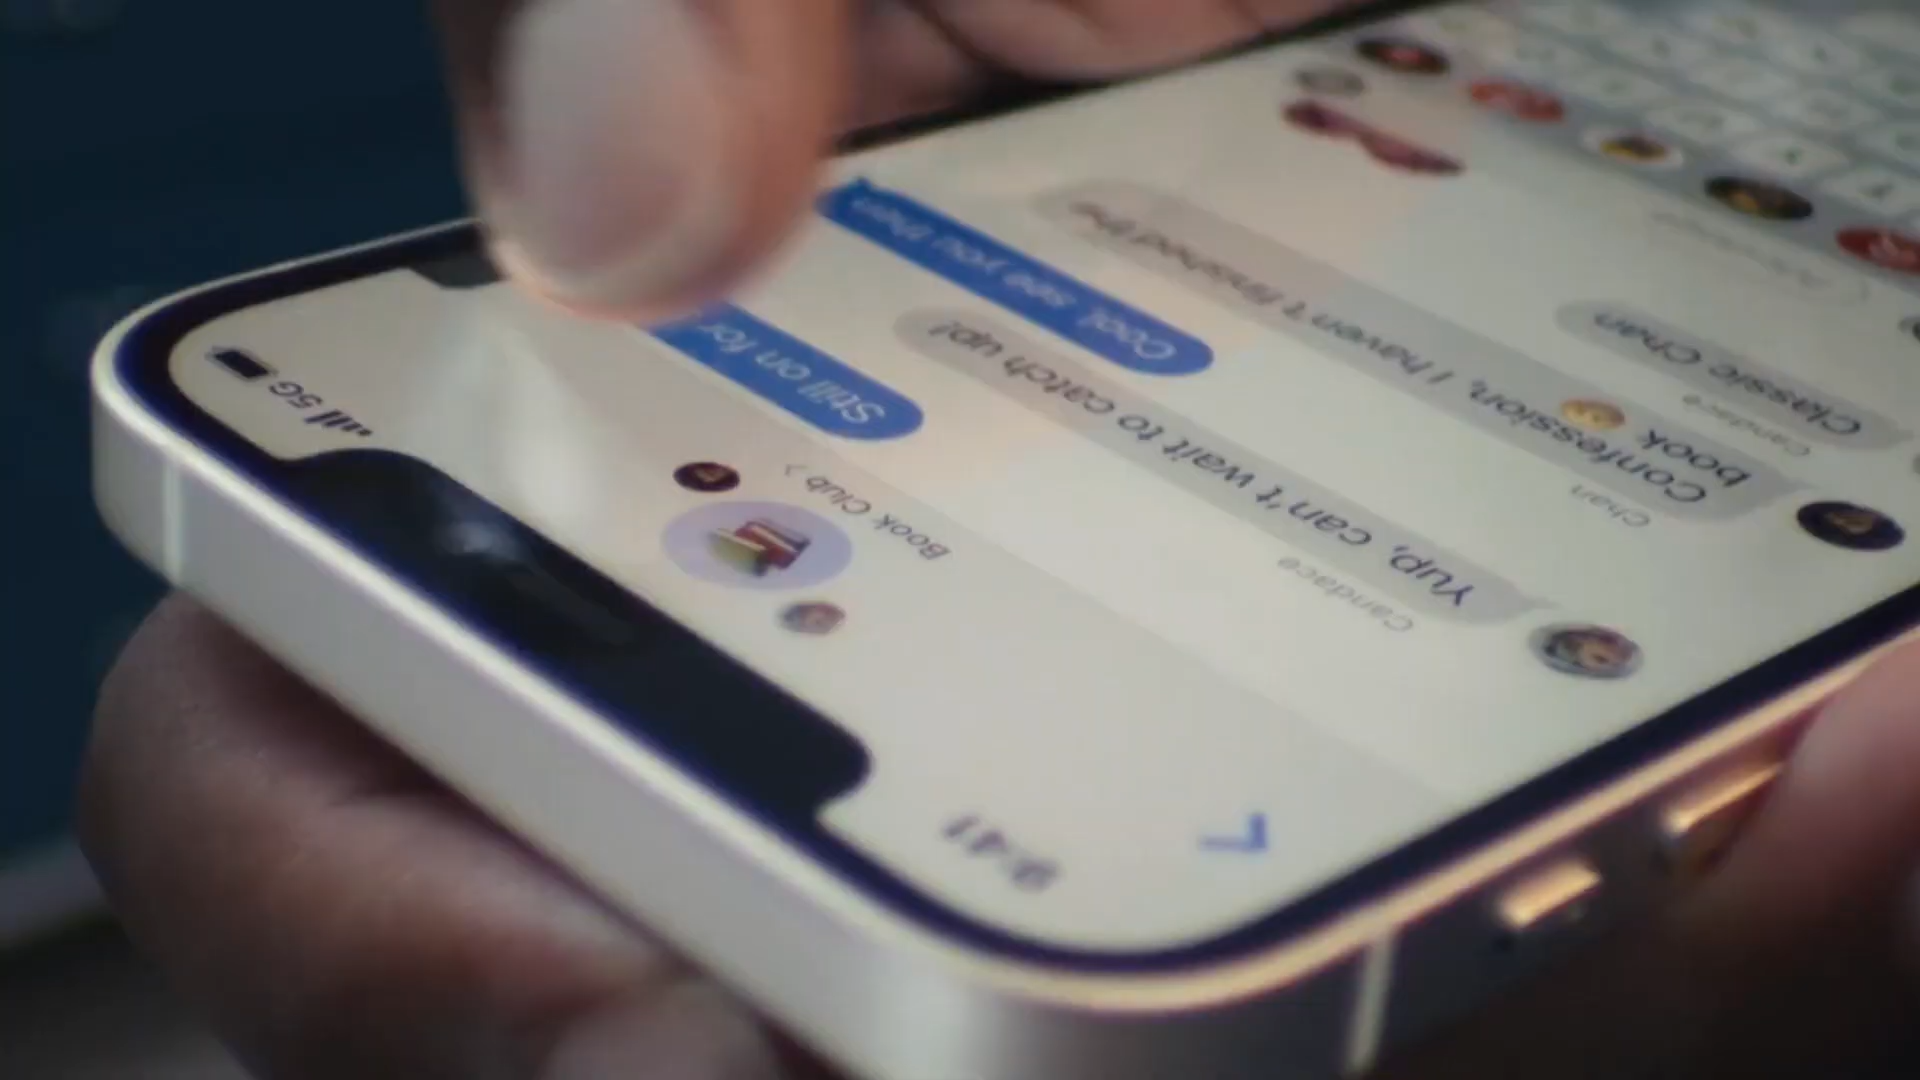 9:41
5G
Book Club >
Still on for
Candace
Yup, can't wait to catch up!
Cool, see you then
Chan
Confession, I haven't finished the
book 😬
Candace
Classic Chan